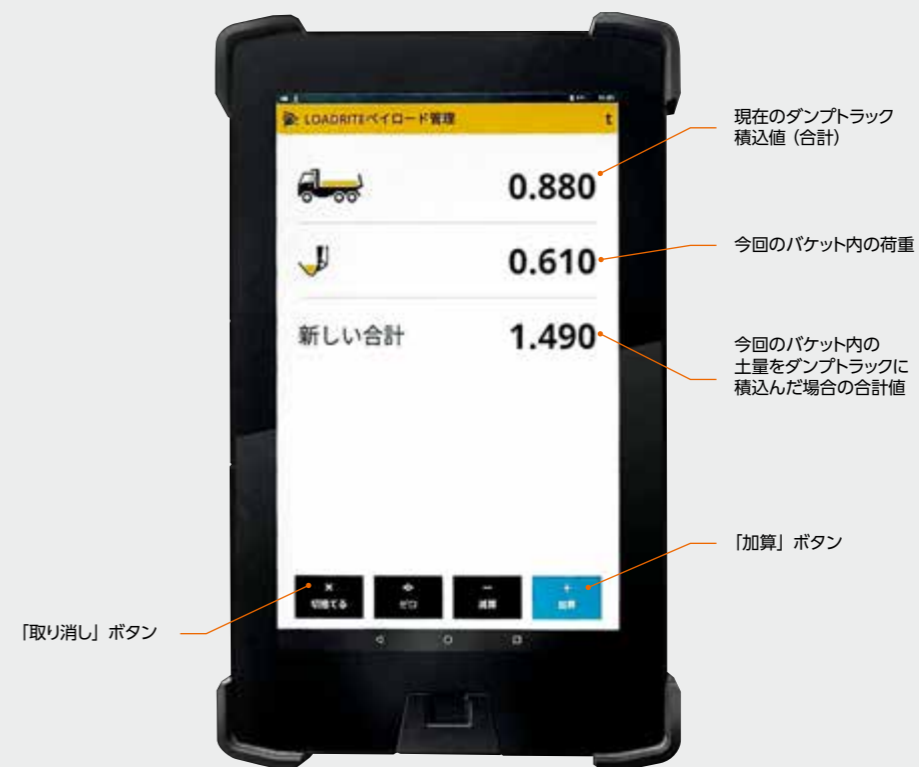 LOADRITEペイロード管理
t
0.880
0.610
新しい合計
1.490
×
切捨てる
ゼロ
−
減算
+
加算
現在のダンプトラック
積込値（合計）
今回のバケット内の荷重
今回のバケット内の
土量をダンプトラックに
積込んだ場合の合計値
「加算」ボタン
「取り消し」ボタン